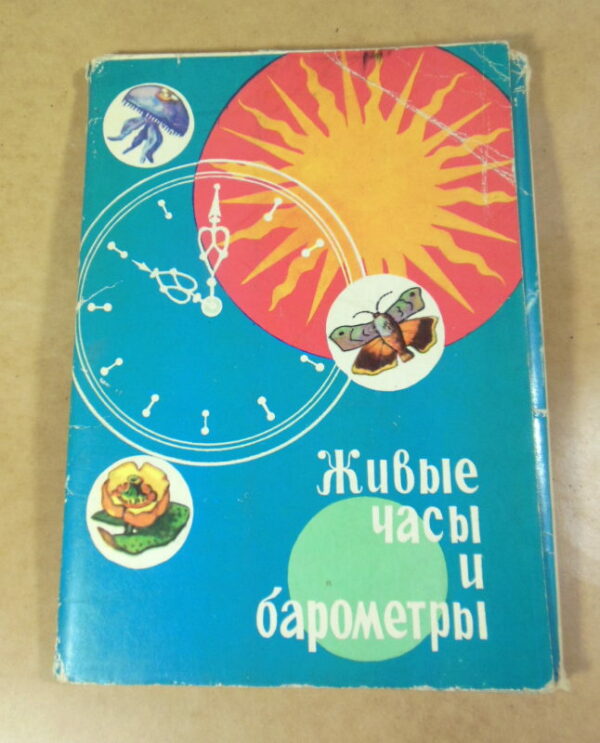 Живые
часы
и
барометры